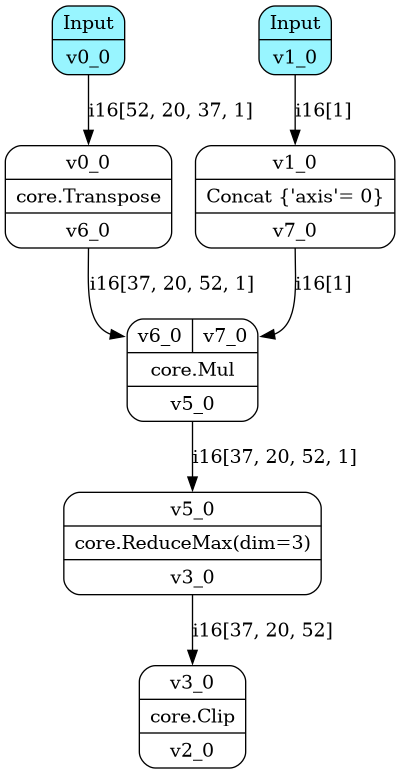 Input
v0_0
Input
v1_0
i16[52, 20, 37, 1]
i16[1]
v0_0
core.Transpose
v6_0
v1_0
Concat {'axis'= 0}
v7_0
i16[37, 20, 52, 1]
i16[1]
v6_0 v7_0
core.Mul
v5_0
i16[37, 20, 52, 1]
v5_0
core.ReduceMax(dim=3)
v3_0
i16[37, 20, 52]
v3_0
core.Clip
v2_0